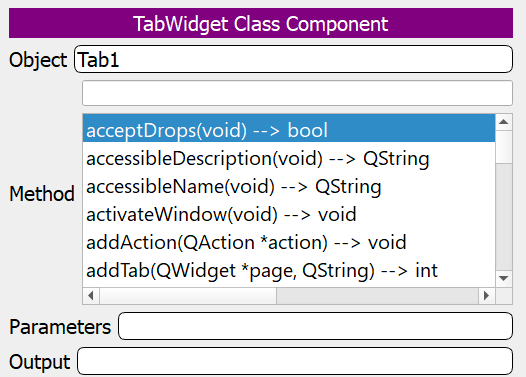 TabWidget Class Component
Object Tab1
Method
acceptDrops(void) --> bool
accessibleDescription(void) --> QString
accessibleName(void) --> QString
activateWindow(void) --> void
addAction(QAction *action) --> void
addTab(QWidget *page, QString) --> int
Parameters
Output